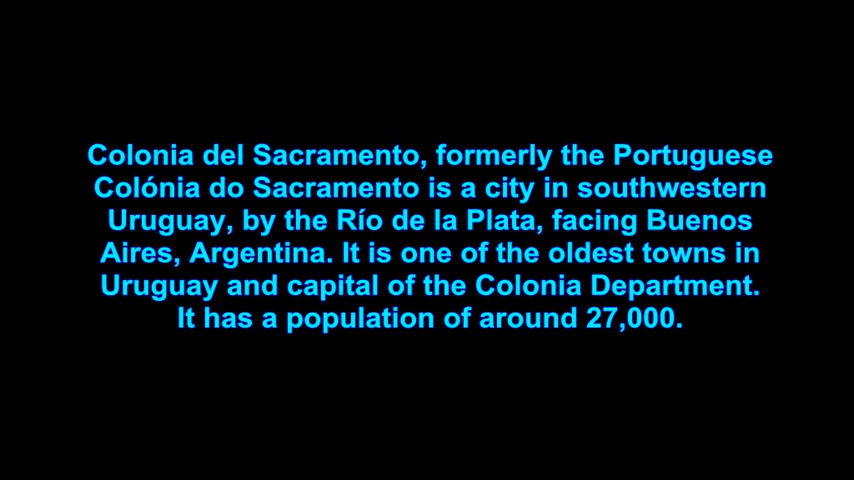 Colonia del Sacramento, formerly the Portuguese
Colónia do Sacramento is a city in southwestern
Uruguay, by the Río de la Plata, facing Buenos
Aires, Argentina. It is one of the oldest towns in
Uruguay and capital of the Colonia Department.
It has a population of around 27,000.